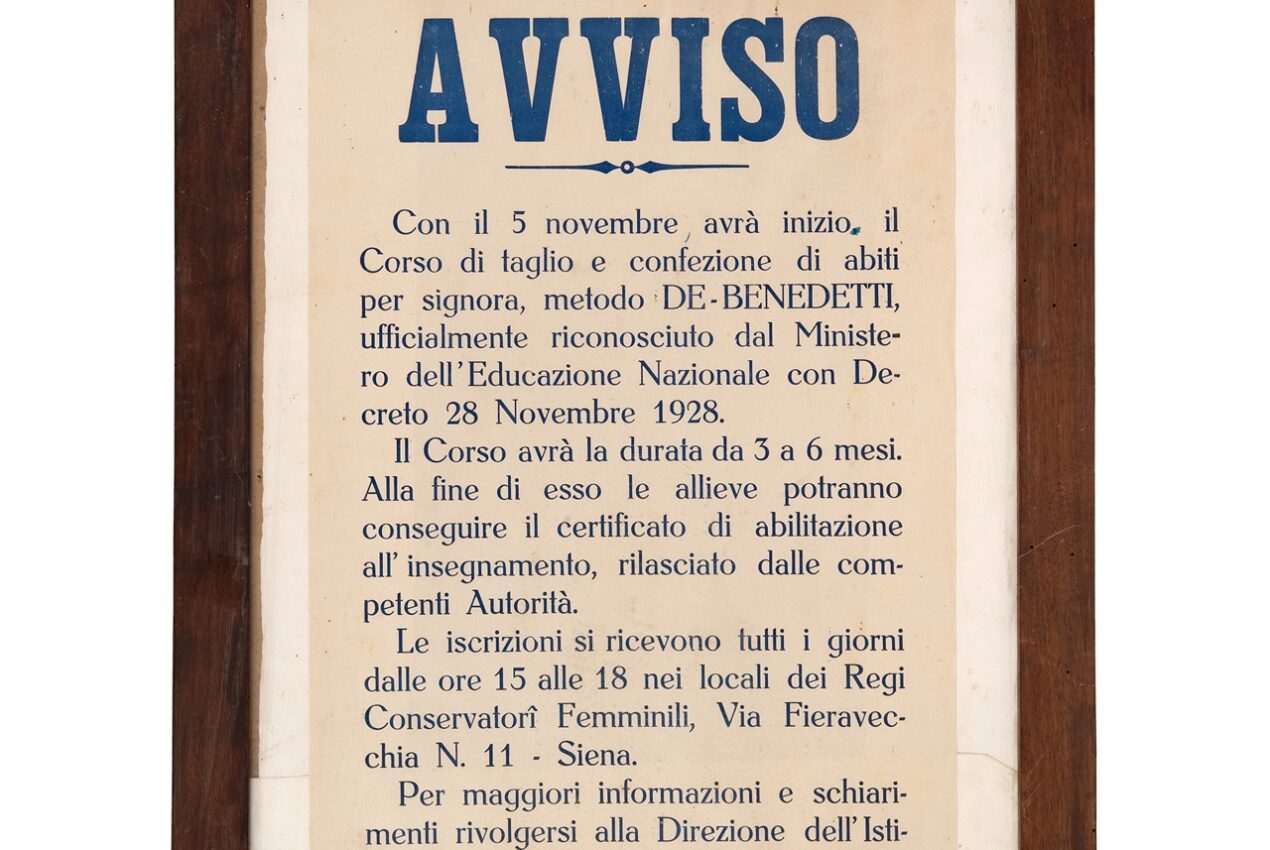 AVVISO
Con il 5 novembre avrà inizio il
Corso di taglio e confezione di abiti
per signora, metodo DE-BENEDETTI,
ufficialmente riconosciuto dal Ministe-
ro dell'Educazione Nazionale con De-
creto 28 Novembre 1928.
Il Corso avrà la durata da 3 a 6 mesi.
Alla fine di esso le allieve potranno
conseguire il certificato di abilitazione
all'insegnamento, rilasciato dalle com-
petenti Autorità.
Le iscrizioni si ricevono tutti i giorni
dalle ore 15 alle 18 nei locali dei Regi
Conservatorî Femminili, Via Fieravec-
chia N. 11 - Siena.
Per maggiori informazioni e schiari-
menti rivolgersi alla Direzione dell'Isti-